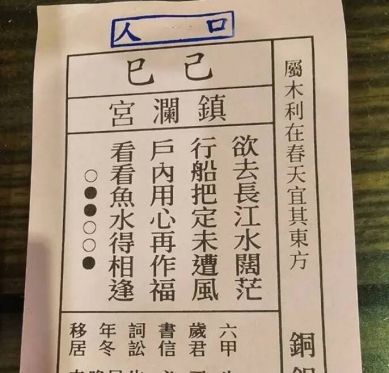 人口
己巳
鎮瀾宮
屬木利在春天宜其東方
欲去長江水闊茫
行船把定未遭風
戶內用心再作福
看看魚水得相逢
○●●○○●
六甲
歲君
書信
詞訟
年冬
移居
銅